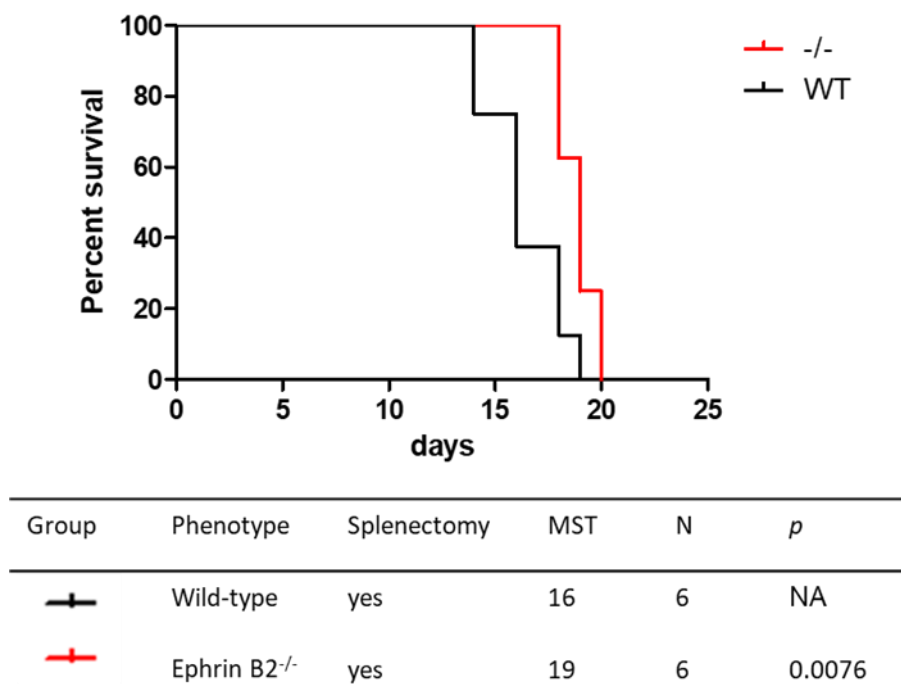 100
80
60
40
20
0
Percent survival
0 5 10 15 20 25
days
-/-
WT
Group Phenotype Splenectomy MST N p
Wild-type yes 16 6 NA
Ephrin B2-/- yes 19 6 0.0076